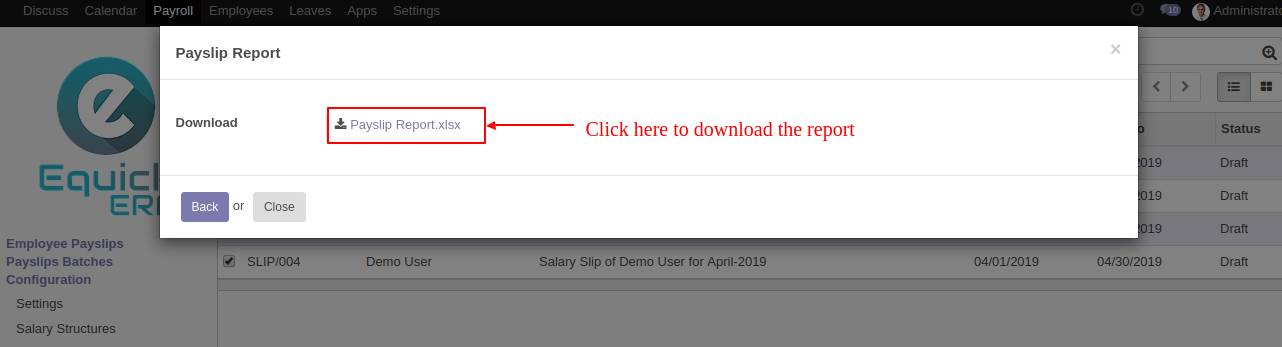 Discuss Calendar Payroll Employees Leaves Apps Settings 10
Payslip Report ×
Download Payslip Report.xlsx Click here to download the report
Status
2019 Draft
2019 Draft
Back or Close
2019 Draft
ERP
Employee Payslips
Payslips Batches
SLIP/004 Demo User Salary Slip of Demo User for April-2019 04/01/2019 04/30/2019 Draft
Configuration
Settings
Salary Structures